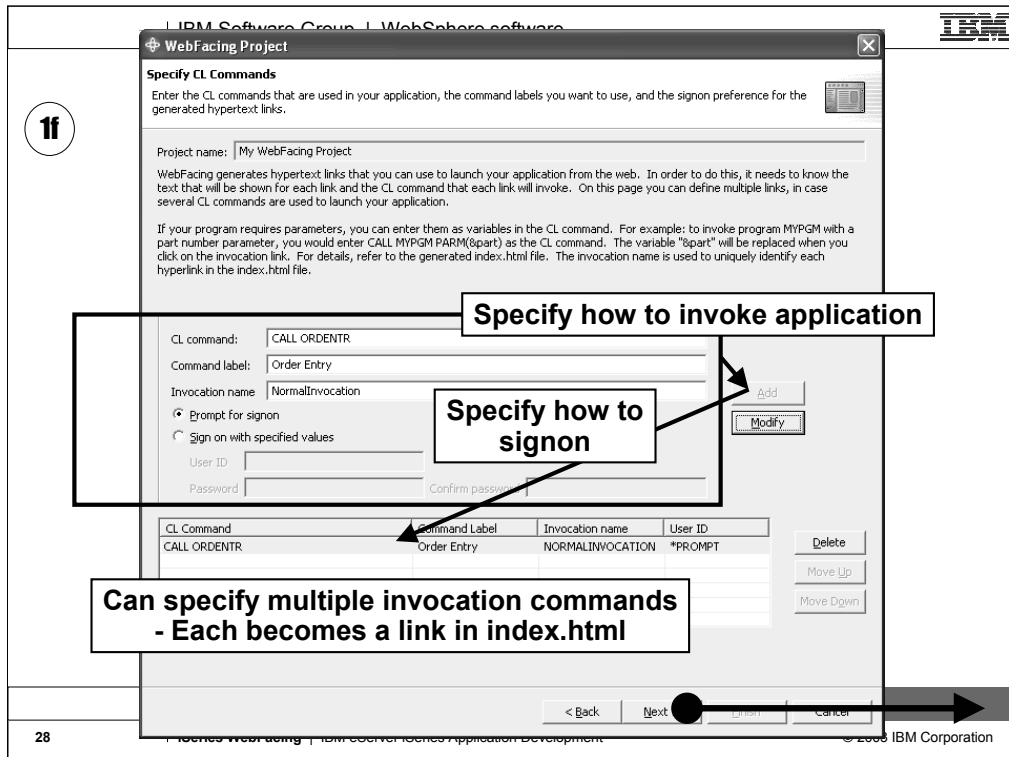 IBM Software Group | WebSphere software
IBM
WebFacing Project
1f
Specify CL Commands
Enter the CL commands that are used in your application, the command labels you want to use, and the signon preference for the
generated hypertext links.
Project name: My WebFacing Project
WebFacing generates hypertext links that you can use to launch your application from the web. In order to do this, it needs to know the
text that will be shown for each link and the CL command that each link will invoke. On this page you can define multiple links, in case
several CL commands are used to launch your application.
If your program requires parameters, you can enter them as variables in the CL command. For example: to invoke program MYPGM with a
part number parameter, you would enter CALL MYPGM PARM(&part) as the CL command. The variable "&part" will be replaced when you
click on the invocation link. For details, refer to the generated index.html file. The invocation name is used to uniquely identify each
hyperlink in the index.html file.
Specify how to invoke application
CL command: CALL ORDENTR
Command label: Order Entry
Invocation name NormalInvocation
Add
Prompt for signon
Specify how to
signon
Modify
Sign on with specified values
User ID
Password Confirm password
CL Command Command Label Invocation name User ID
CALL ORDENTR Order Entry NORMALINVOCATION *PROMPT
Delete
Move Up
Move Down
Can specify multiple invocation commands
- Each becomes a link in index.html
< Back Next Finish Cancel
28 iSeries WebFacing | IBM eServer iSeries Application Development © 2003 IBM Corporation